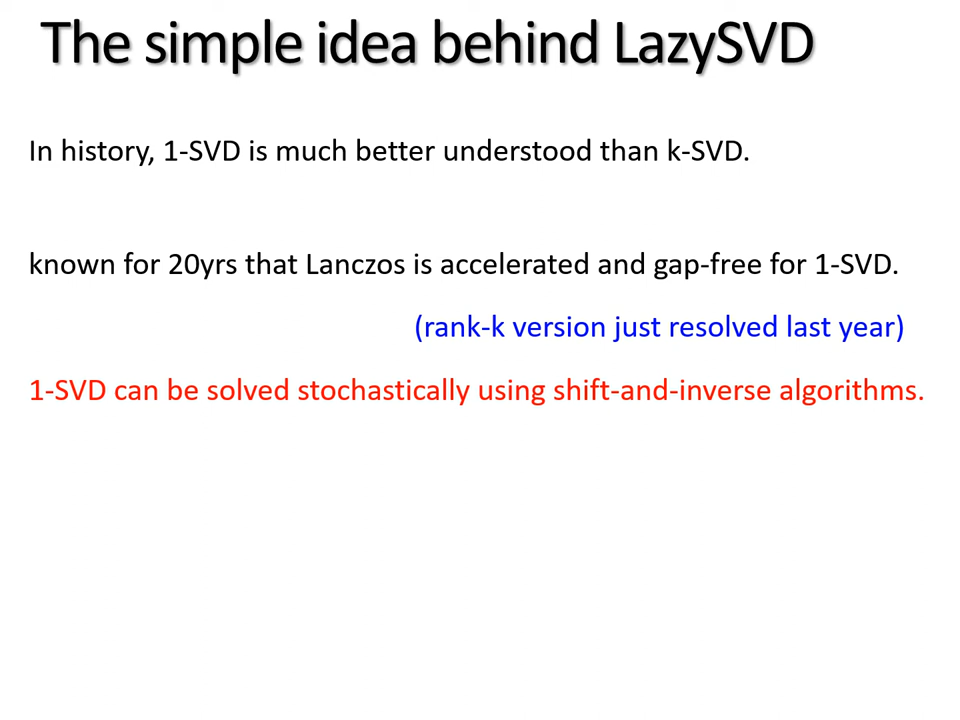 The simple idea behind LazySVD
In history, 1-SVD is much better understood than k-SVD.
known for 20yrs that Lanczos is accelerated and gap-free for 1-SVD.
(rank-k version just resolved last year)
1-SVD can be solved stochastically using shift-and-inverse algorithms.